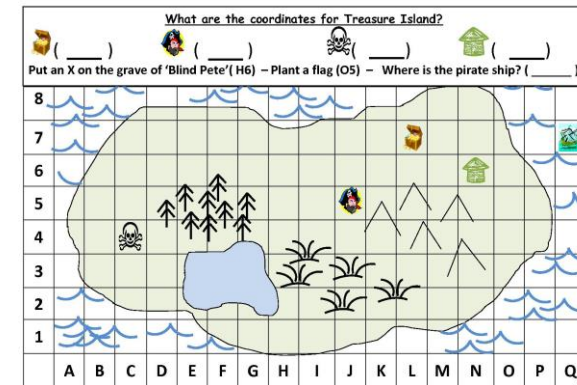 What are the coordinates for Treasure Island?
( ____ ) ( ____ ) ( ____ ) ( ____ )
Put an X on the grave of ‘Blind Pete’( H6) – Plant a flag (O5) – Where is the pirate ship? ( ______ )
8
7
6
5
4
3
2
1
A B C D E F G H I J K L M N O P Q